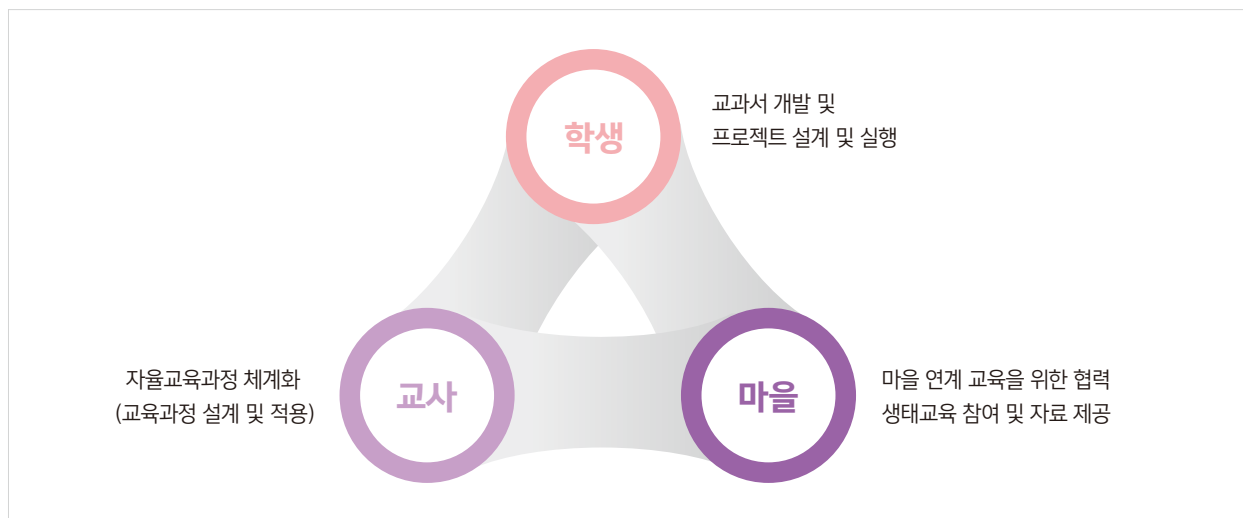 학생
교과서 개발 및
프로젝트 설계 및 실행
교사
자율교육과정 체계화
(교육과정 설계 및 적용)
마을
마을 연계 교육을 위한 협력
생태교육 참여 및 자료 제공